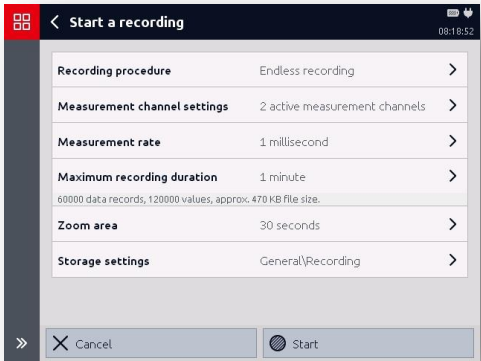 Start a recording
08:18:52
Recording procedure Endless recording
Measurement channel settings 2 active measurement channels
Measurement rate 1 millisecond
Maximum recording duration 1 minute
60000 data records, 120000 values, approx. 470 KB file size.
Zoom area 30 seconds
Storage settings General\Recording
Cancel Start